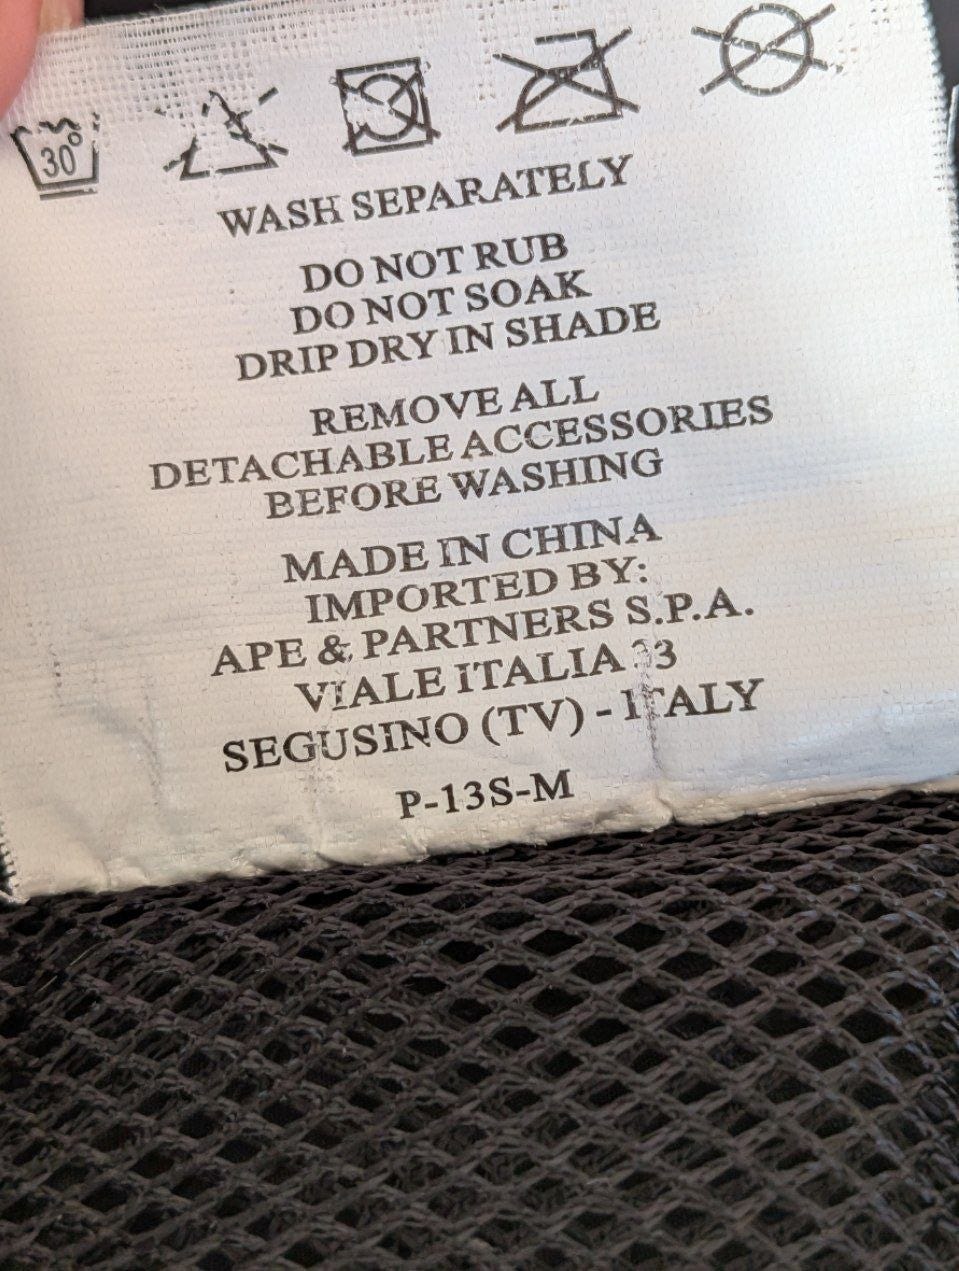 30°
WASH SEPARATELY
DO NOT RUB
DO NOT SOAK
DRIP DRY IN SHADE
REMOVE ALL
DETACHABLE ACCESSORIES
BEFORE WASHING
MADE IN CHINA
IMPORTED BY:
APE & PARTNERS S.P.A.
VIALE ITALIA
SEGUSINO (TV) - ITALY
P-13S-M